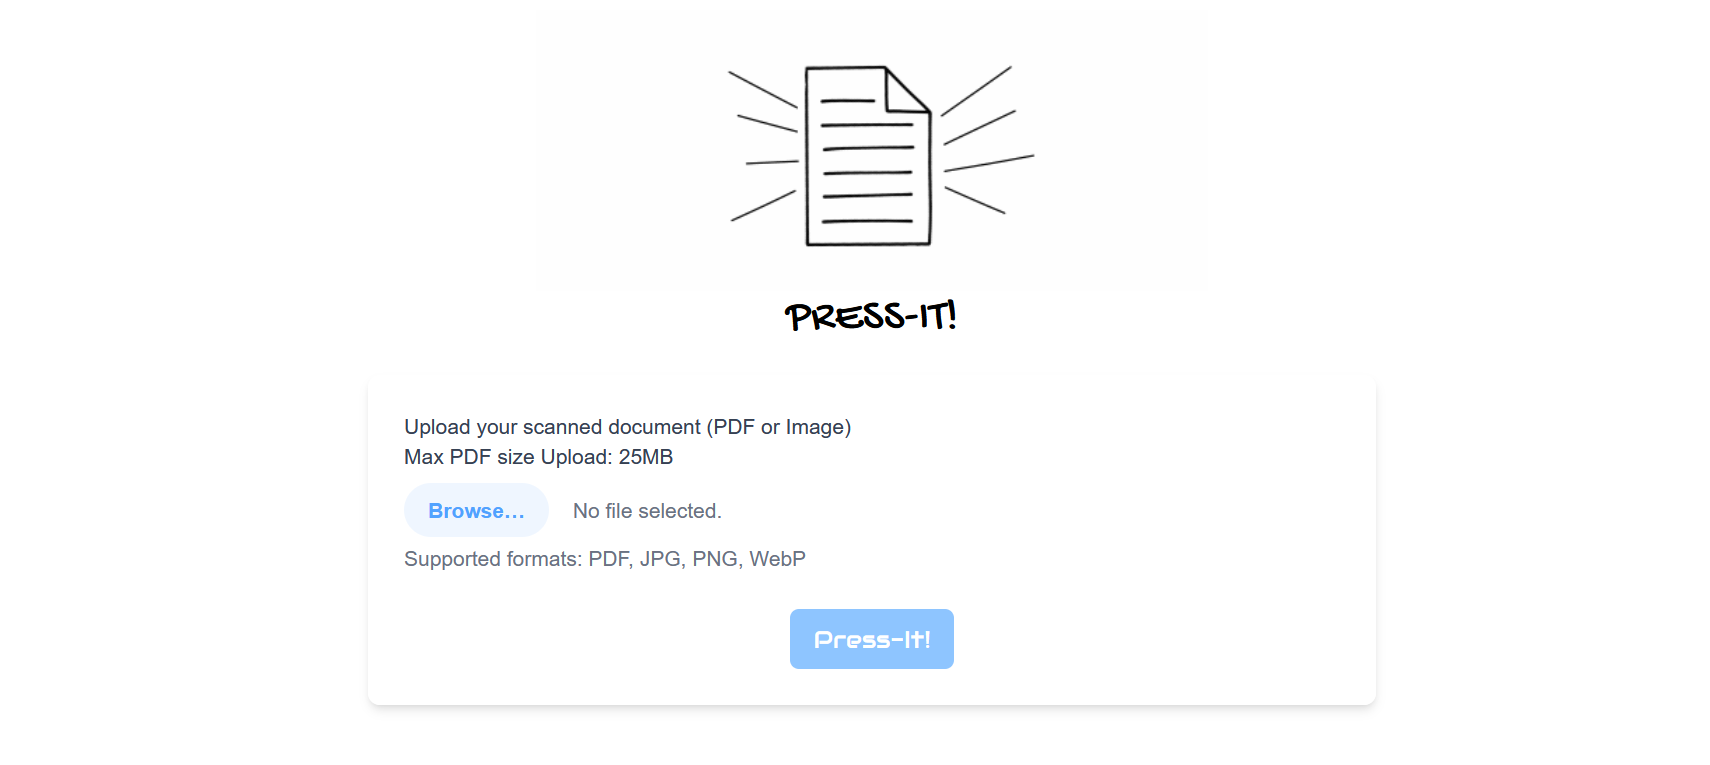 PRESS-IT!
Upload your scanned document (PDF or Image)
Max PDF size Upload: 25MB
Browse... No file selected.
Supported formats: PDF, JPG, PNG, WebP
Press-It!